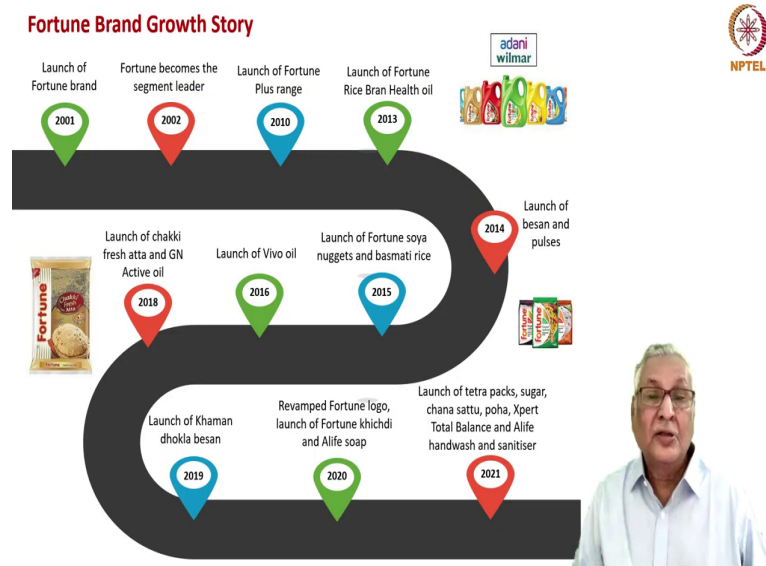 Fortune Brand Growth Story
adani
wilmar
NPTEL
Launch of
Fortune brand
2001
Fortune becomes the
segment leader
2002
Launch of Fortune
Plus range
2010
Launch of Fortune
Rice Bran Health oil
2013
Launch of
besan and
pulses
2014
Launch of Fortune soya
nuggets and basmati rice
2015
Launch of Vivo oil
2016
Launch of chakki
fresh atta and GN
Active oil
2018
Fortune
Chakki
Fresh
Atta
fortune
Launch of Khaman
dhokla besan
2019
Revamped Fortune logo,
launch of Fortune khichdi
and Alife soap
2020
Launch of tetra packs, sugar,
chana sattu, poha, Xpert
Total Balance and Alife
handwash and sanitiser
2021